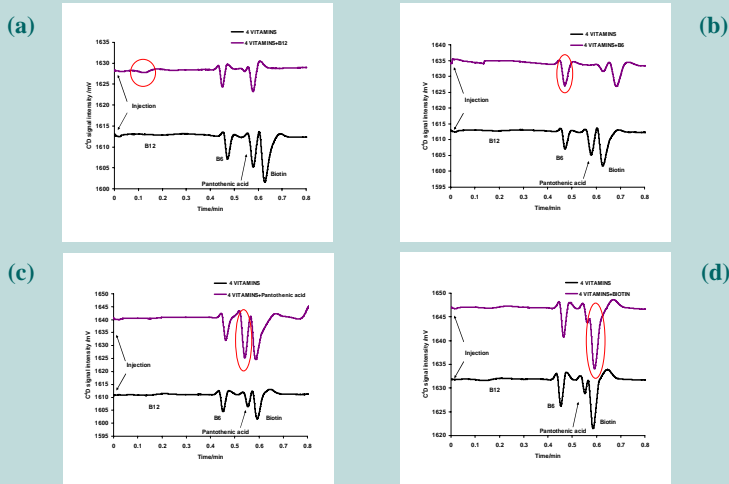 (a)
4 VITAMINS
4 VITAMINS+B12
C⁴D signal intensity /mV
1635
1630
1625
1620
1615
1610
1605
1600
Injection
B12
B6
Pantothenic acid
Biotin
0 0.1 0.2 0.3 0.4 0.5 0.6 0.7 0.8
Time/min
(b)
4 VITAMINS
4 VITAMINS+B6
C⁴D signal intensity /mV
1640
1635
1630
1625
1620
1615
1610
1605
1600
1595
Injection
B12
B6
Pantothenic acid
Biotin
0 0.1 0.2 0.3 0.4 0.5 0.6 0.7 0.8
Time/min
(c)
4 VITAMINS
4 VITAMINS+Pantothenic acid
C⁴D signal intensity /mV
1650
1645
1640
1635
1630
1625
1620
1615
1610
1605
1600
1595
Injection
B12
B6
Pantothenic acid
Biotin
0 0.1 0.2 0.3 0.4 0.5 0.6 0.7 0.8
Time/min
(d)
4 VITAMINS
4 VITAMINS+BIOTIN
C⁴D signal intensity /mV
1650
1645
1640
1635
1630
1625
1620
Injection
B12
B6
Pantothenic acid
Biotin
0 0.1 0.2 0.3 0.4 0.5 0.6 0.7 0.8
Time/min